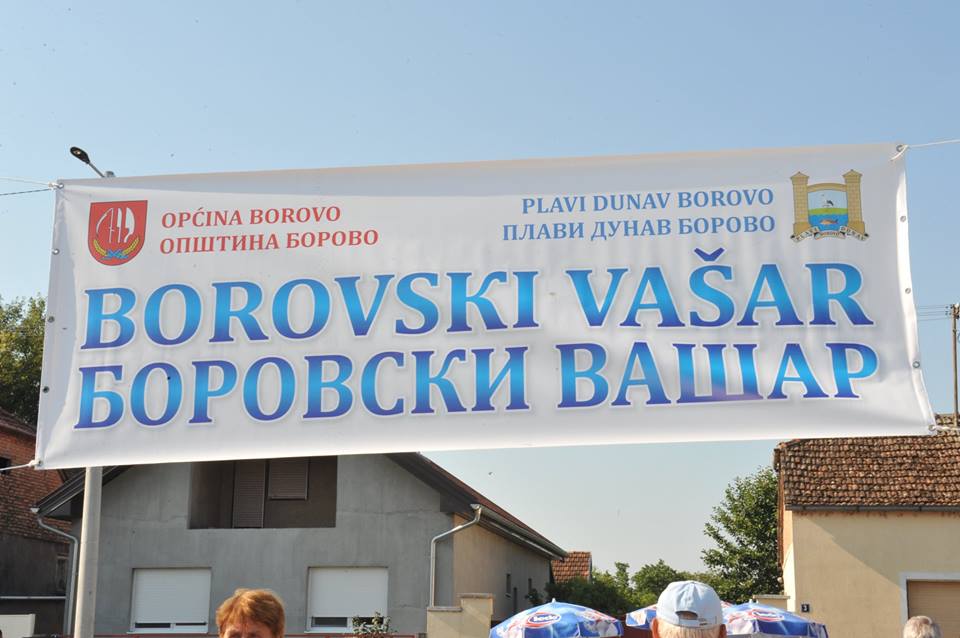 OPĆINA BOROVO
ОПШТИНА БОРОВО
PLAVI DUNAV BOROVO
ПЛАВИ ДУНАВ БОРОВО
BOROVSKI VAŠAR
БОРОВСКИ ВАШАР